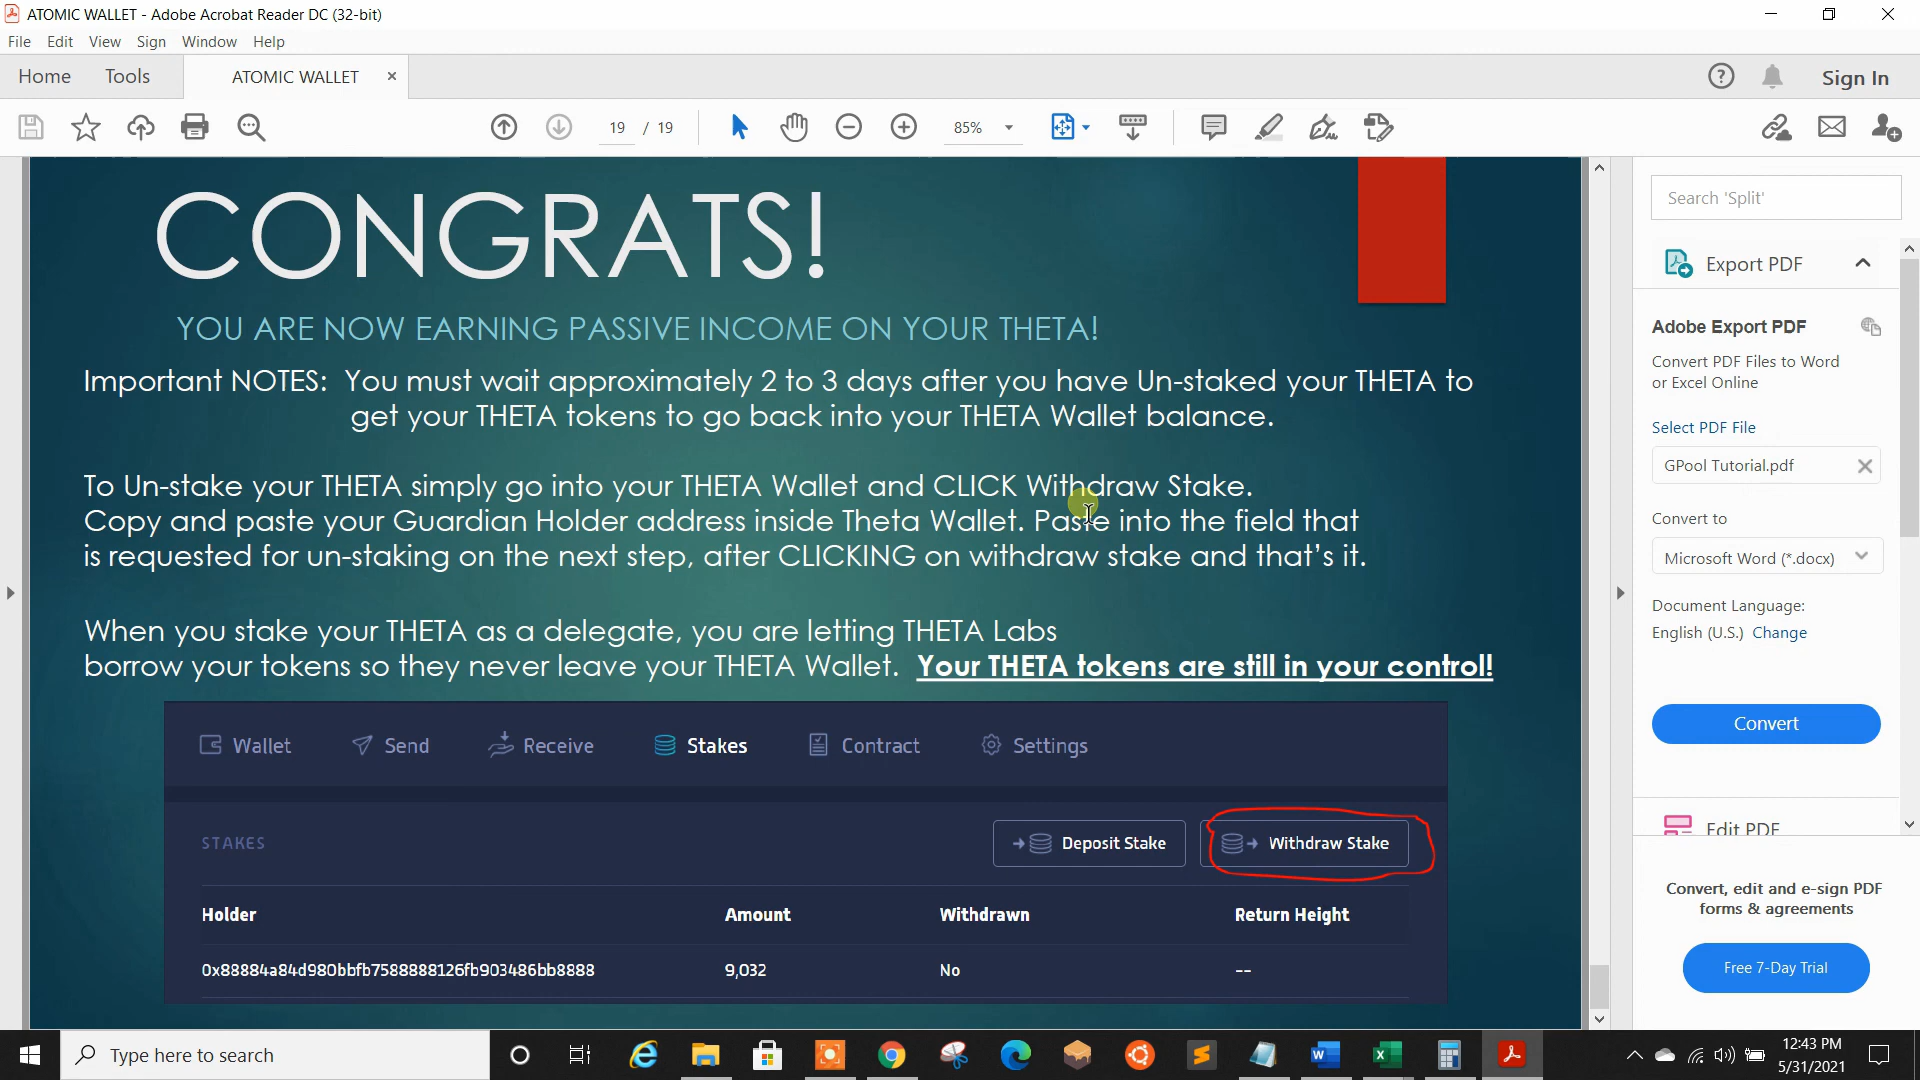 ATOMIC WALLET - Adobe Acrobat Reader DC (32-bit)
File Edit View Sign Window Help
Home Tools ATOMIC WALLET × Sign In
19 / 19 85%
CONGRATS!
YOU ARE NOW EARNING PASSIVE INCOME ON YOUR THETA!
Important NOTES: You must wait approximately 2 to 3 days after you have Un-staked your THETA to
get your THETA tokens to go back into your THETA Wallet balance.
To Un-stake your THETA simply go into your THETA Wallet and CLICK Withdraw Stake.
Copy and paste your Guardian Holder address inside Theta Wallet. Paste into the field that
is requested for un-staking on the next step, after CLICKING on withdraw stake and that's it.
When you stake your THETA as a delegate, you are letting THETA Labs
borrow your tokens so they never leave your THETA Wallet. Your THETA tokens are still in your control!
Wallet Send Receive Stakes Contract Settings
STAKES Deposit Stake Withdraw Stake
Holder Amount Withdrawn Return Height
0x88884a84d980bbfb7588888126fb903486bb8888 9,032 No --
Search 'Split'
Export PDF
Adobe Export PDF
Convert PDF Files to Word
or Excel Online
Select PDF File
GPool Tutorial.pdf
Convert to
Microsoft Word (*.docx)
Document Language:
English (U.S.) Change
Convert
Edit PDF
Convert, edit and e-sign PDF
forms & agreements
Free 7-Day Trial
Type here to search
12:43 PM
5/31/2021